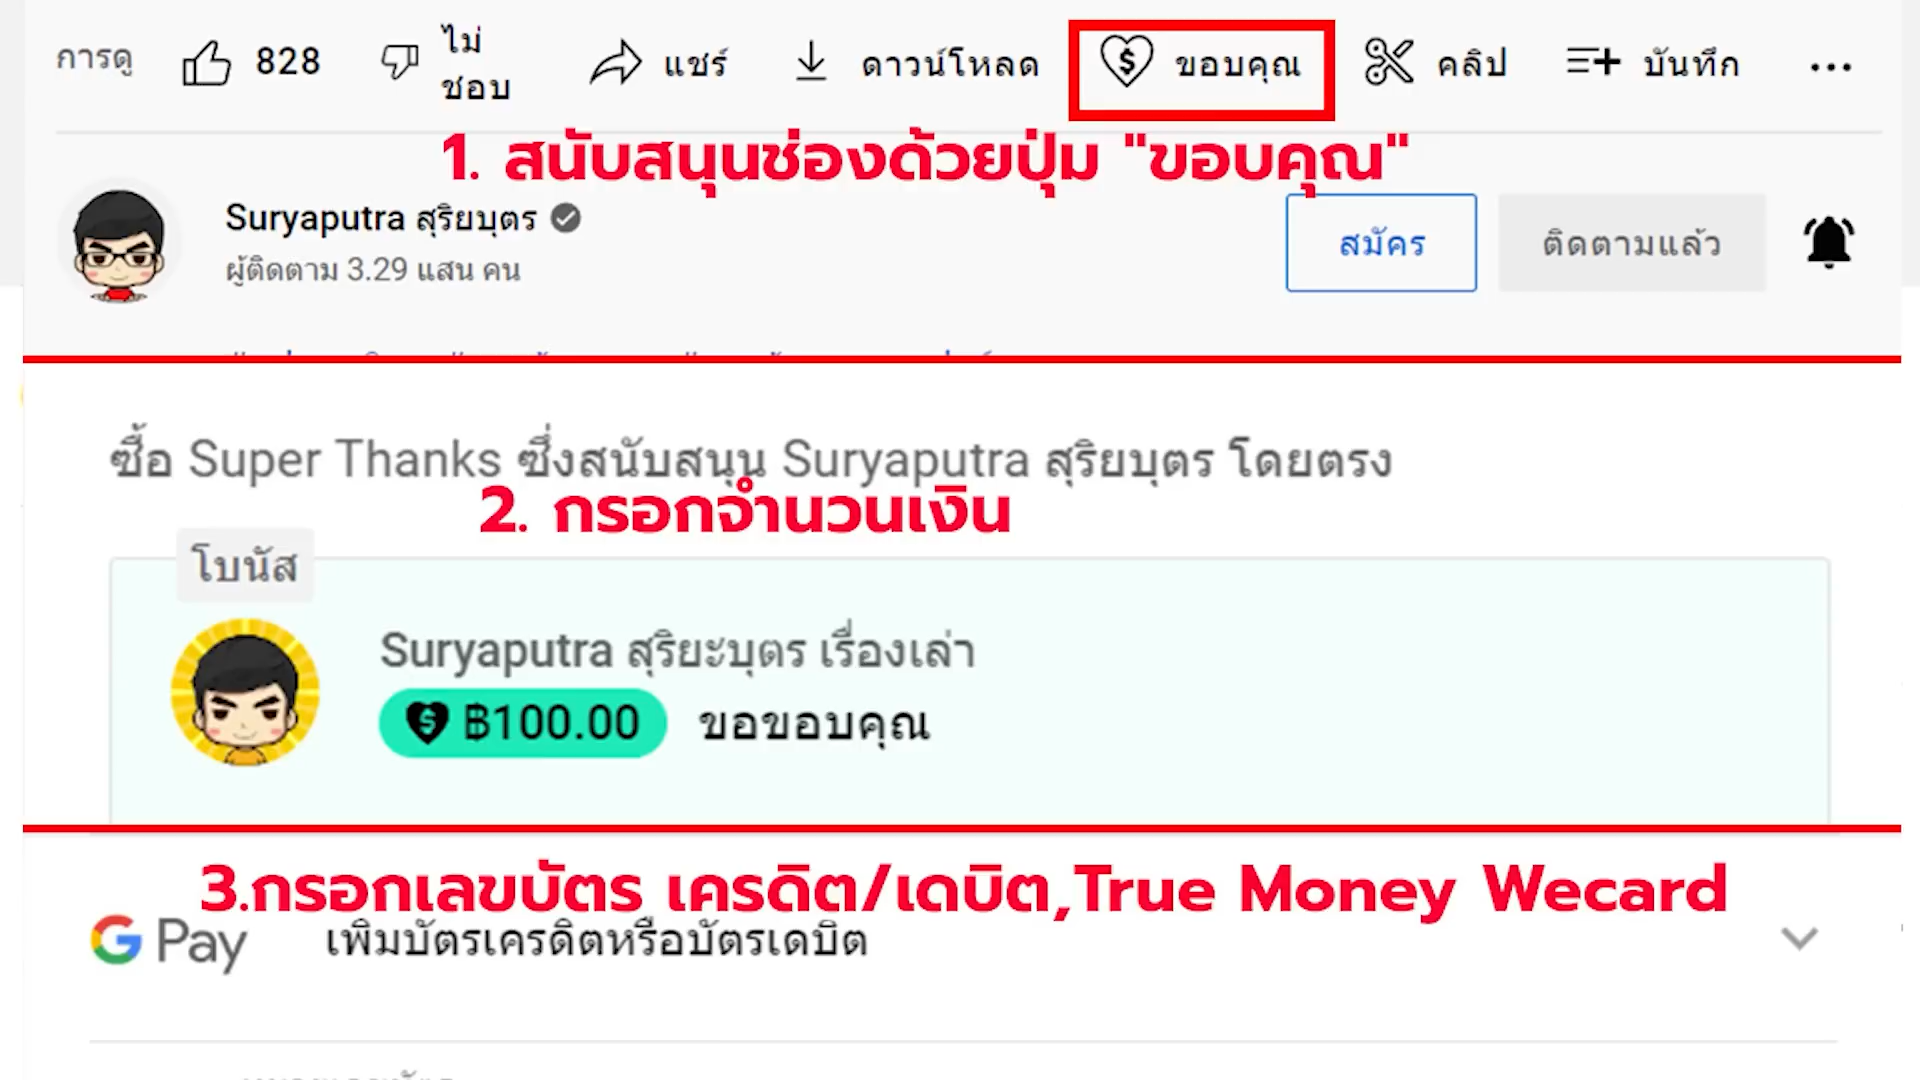 การดู 828 ไม่ชอบ แชร์ ดาวน์โหลด ขอบคุณ คลิป บันทึก
1. สนับสนุนช่องด้วยปุ่ม "ขอบคุณ"
Suryaputra สุริยบุตร
ผู้ติดตาม 3.29 แสน คน
สมัคร ติดตามแล้ว
ซื้อ Super Thanks ซึ่งสนับสนุน Suryaputra สุริยบุตร โดยตรง
2. กรอกจำนวนเงิน
โบนัส
Suryaputra สุริยะบุตร เรื่องเล่า
฿100.00 ขอขอบคุณ
3.กรอกเลขบัตร เครดิต/เดบิต,True Money Wecard
G Pay เพิ่มบัตรเครดิตหรือบัตรเดบิต